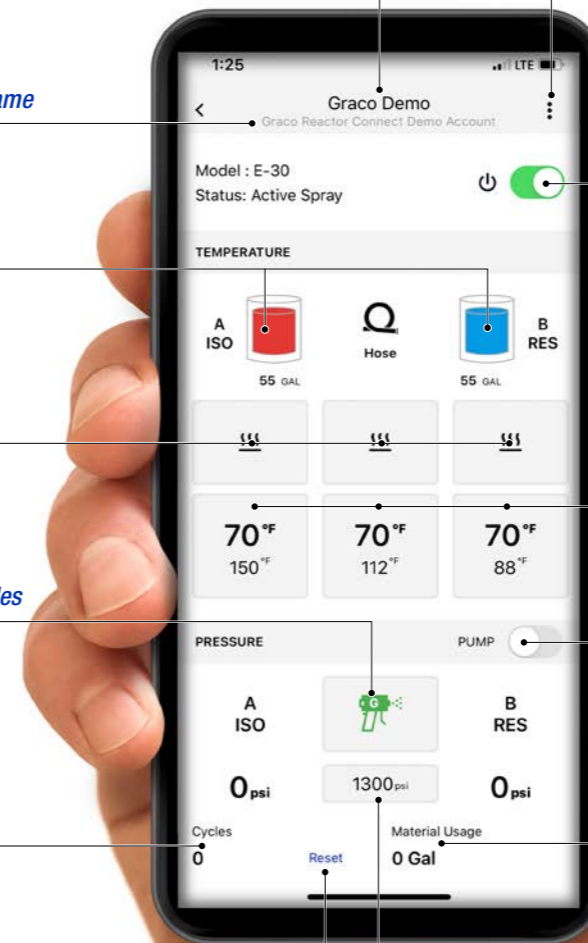 1:25 LTE
ame
Graco Demo
Graco Reactor Connect Demo Account
Model : E-30
Status: Active Spray
TEMPERATURE
A
ISO
Hose
B
RES
55 GAL
55 GAL
70°F 70°F 70°F
150°F 112°F 88°F
les
PRESSURE PUMP
A
ISO
G
B
RES
0psi 1300psi 0psi
Cycles Material Usage
0 Reset 0 Gal